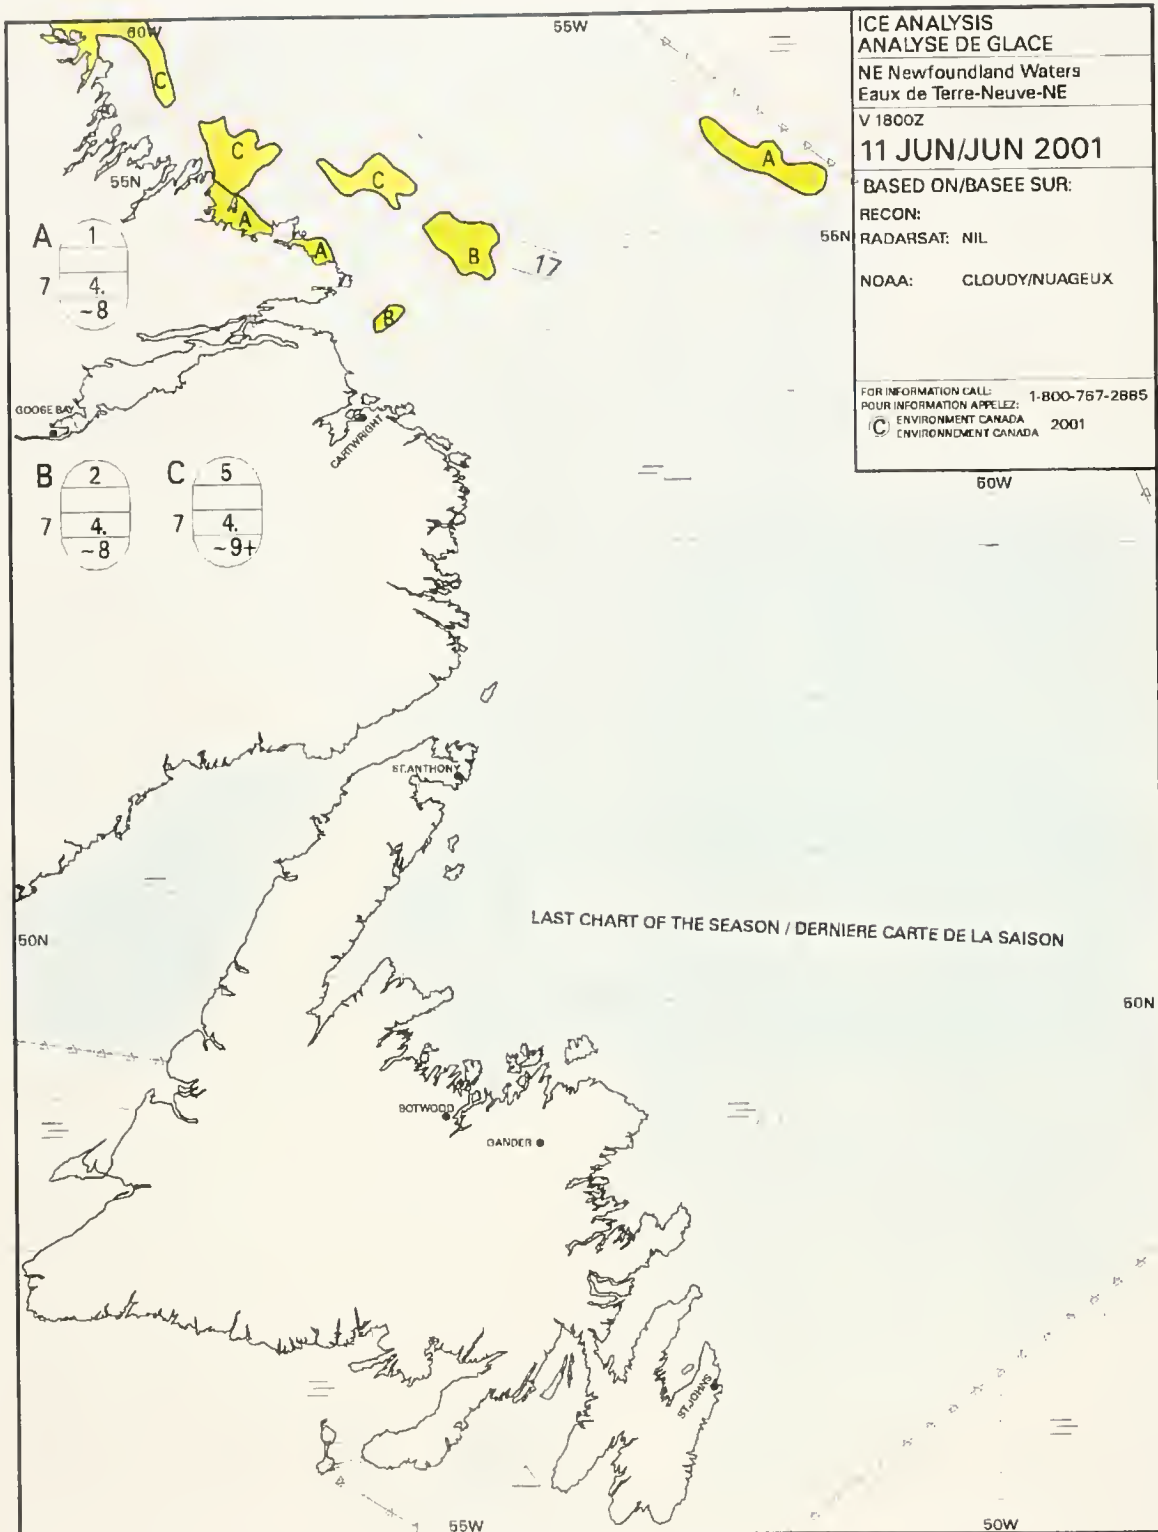 60W
55W
ICE ANALYSIS
ANALYSE DE GLACE
NE Newfoundland Waters
Eaux de Terre-Neuve-NE
V 1800Z
11 JUN/JUN 2001
BASED ON/BASEE SUR:
RECON:
RADARSAT: NIL
NOAA: CLOUDY/NUAGEUX
FOR INFORMATION CALL:
POUR INFORMATION APPELEZ: 1-800-767-2885
© ENVIRONMENT CANADA
ENVIRONNEMENT CANADA 2001
C
C
C
A
55N
A
A
B
17
55N
B
A
1
7
4.
~8
GOOSE BAY
CARTWRIGHT
B
2
7
4.
~8
C
5
7
4.
~9+
50W
ST.ANTHONY
LAST CHART OF THE SEASON / DERNIERE CARTE DE LA SAISON
50N
50N
BOTWOOD
GANDER
ST.JOHNS
55W
50W